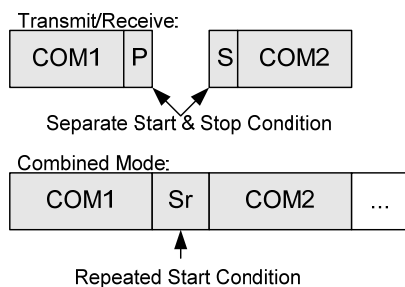 Transmit/Receive:
COM1 P S COM2
Separate Start & Stop Condition
Combined Mode:
COM1 Sr COM2 ...
Repeated Start Condition